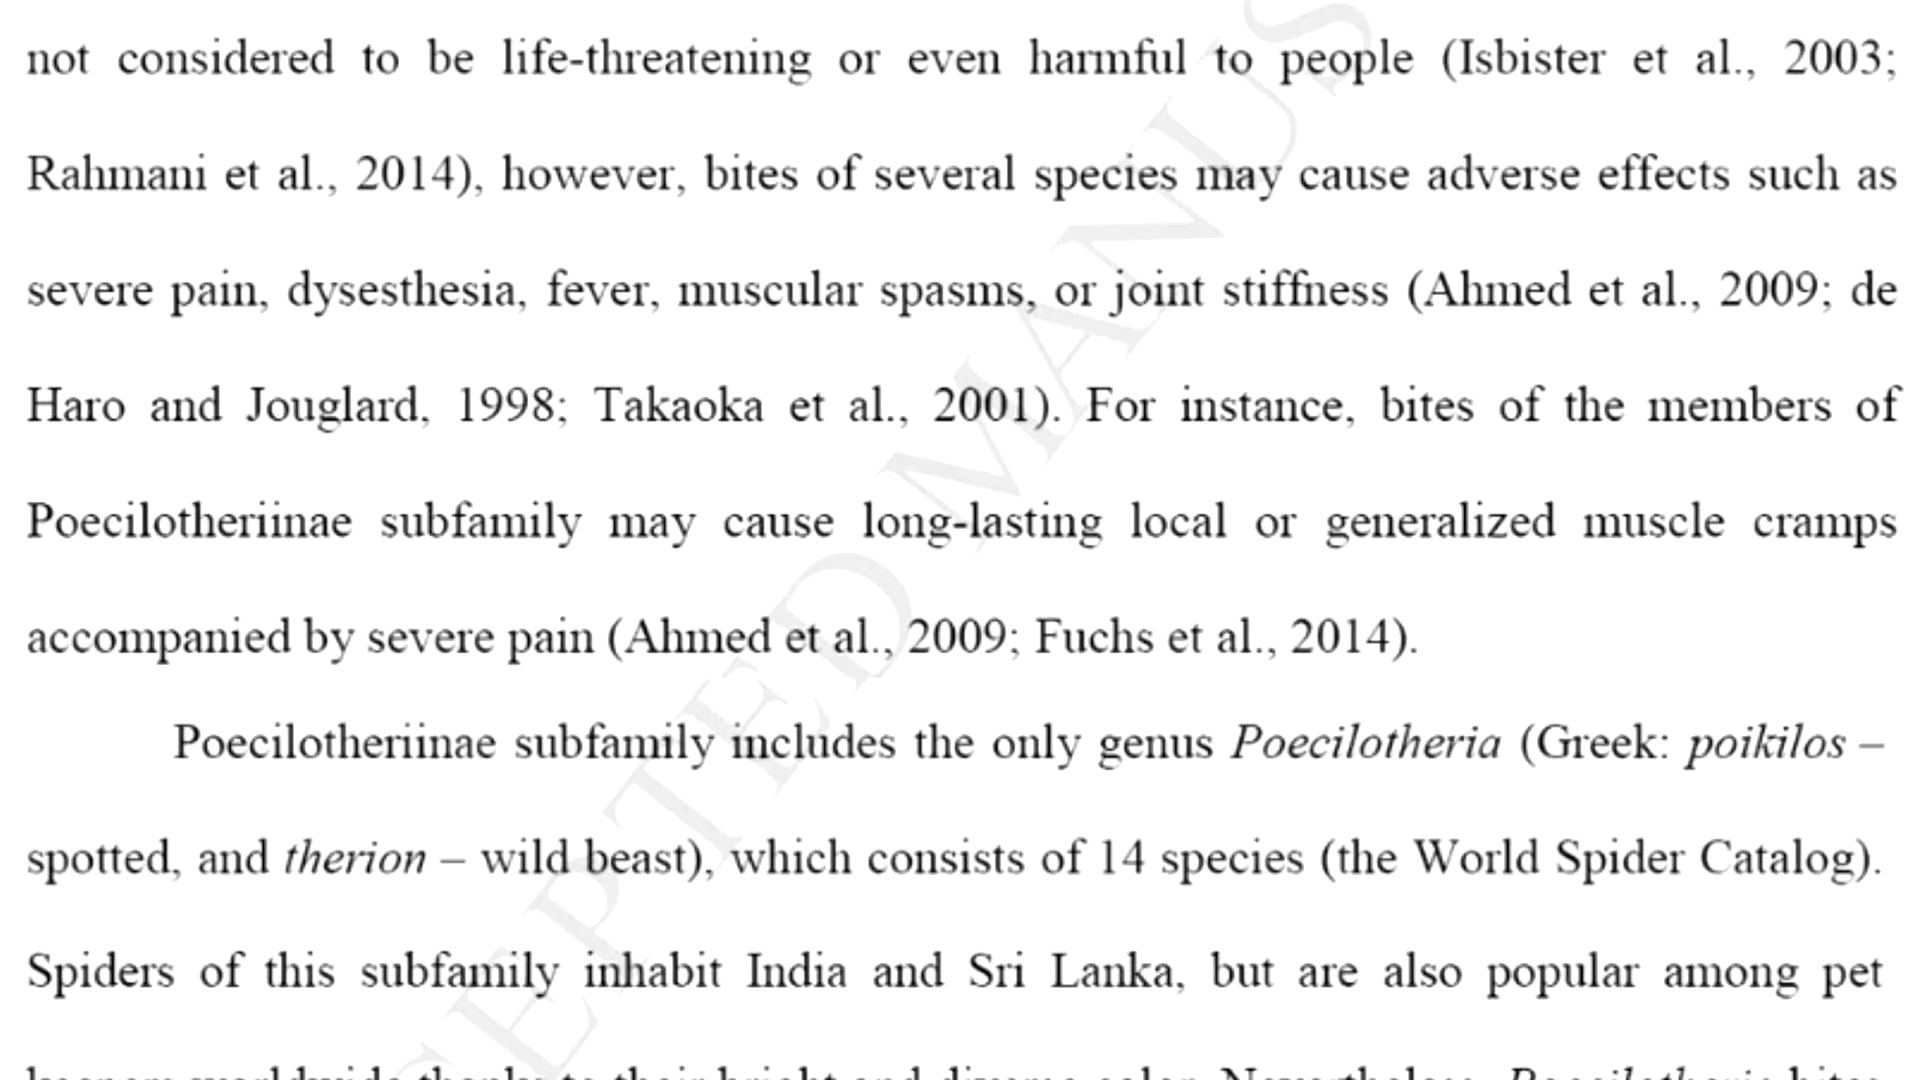 not considered to be life-threatening or even harmful to people (Isbister et al., 2003;
Rahmani et al., 2014), however, bites of several species may cause adverse effects such as
severe pain, dysesthesia, fever, muscular spasms, or joint stiffness (Ahmed et al., 2009; de
Haro and Jouglard, 1998; Takaoka et al., 2001). For instance, bites of the members of
Poecilotheriinae subfamily may cause long-lasting local or generalized muscle cramps
accompanied by severe pain (Ahmed et al., 2009; Fuchs et al., 2014).
Poecilotheriinae subfamily includes the only genus Poecilotheria (Greek: poikilos –
spotted, and therion – wild beast), which consists of 14 species (the World Spider Catalog).
Spiders of this subfamily inhabit India and Sri Lanka, but are also popular among pet